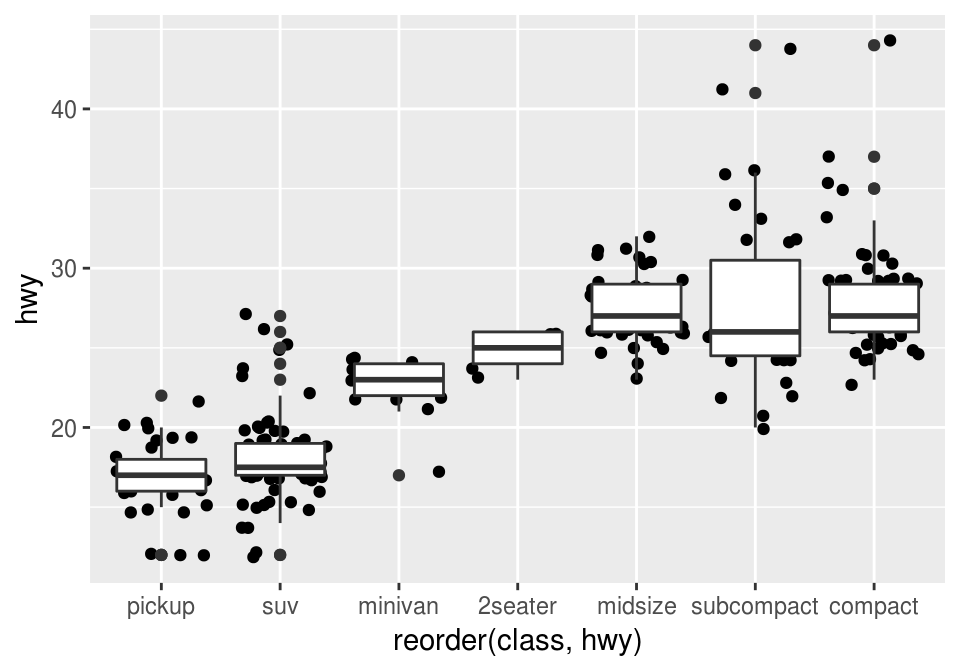 hwy
40
30
20
pickup suv minivan 2seater midsize subcompact compact
reorder(class, hwy)